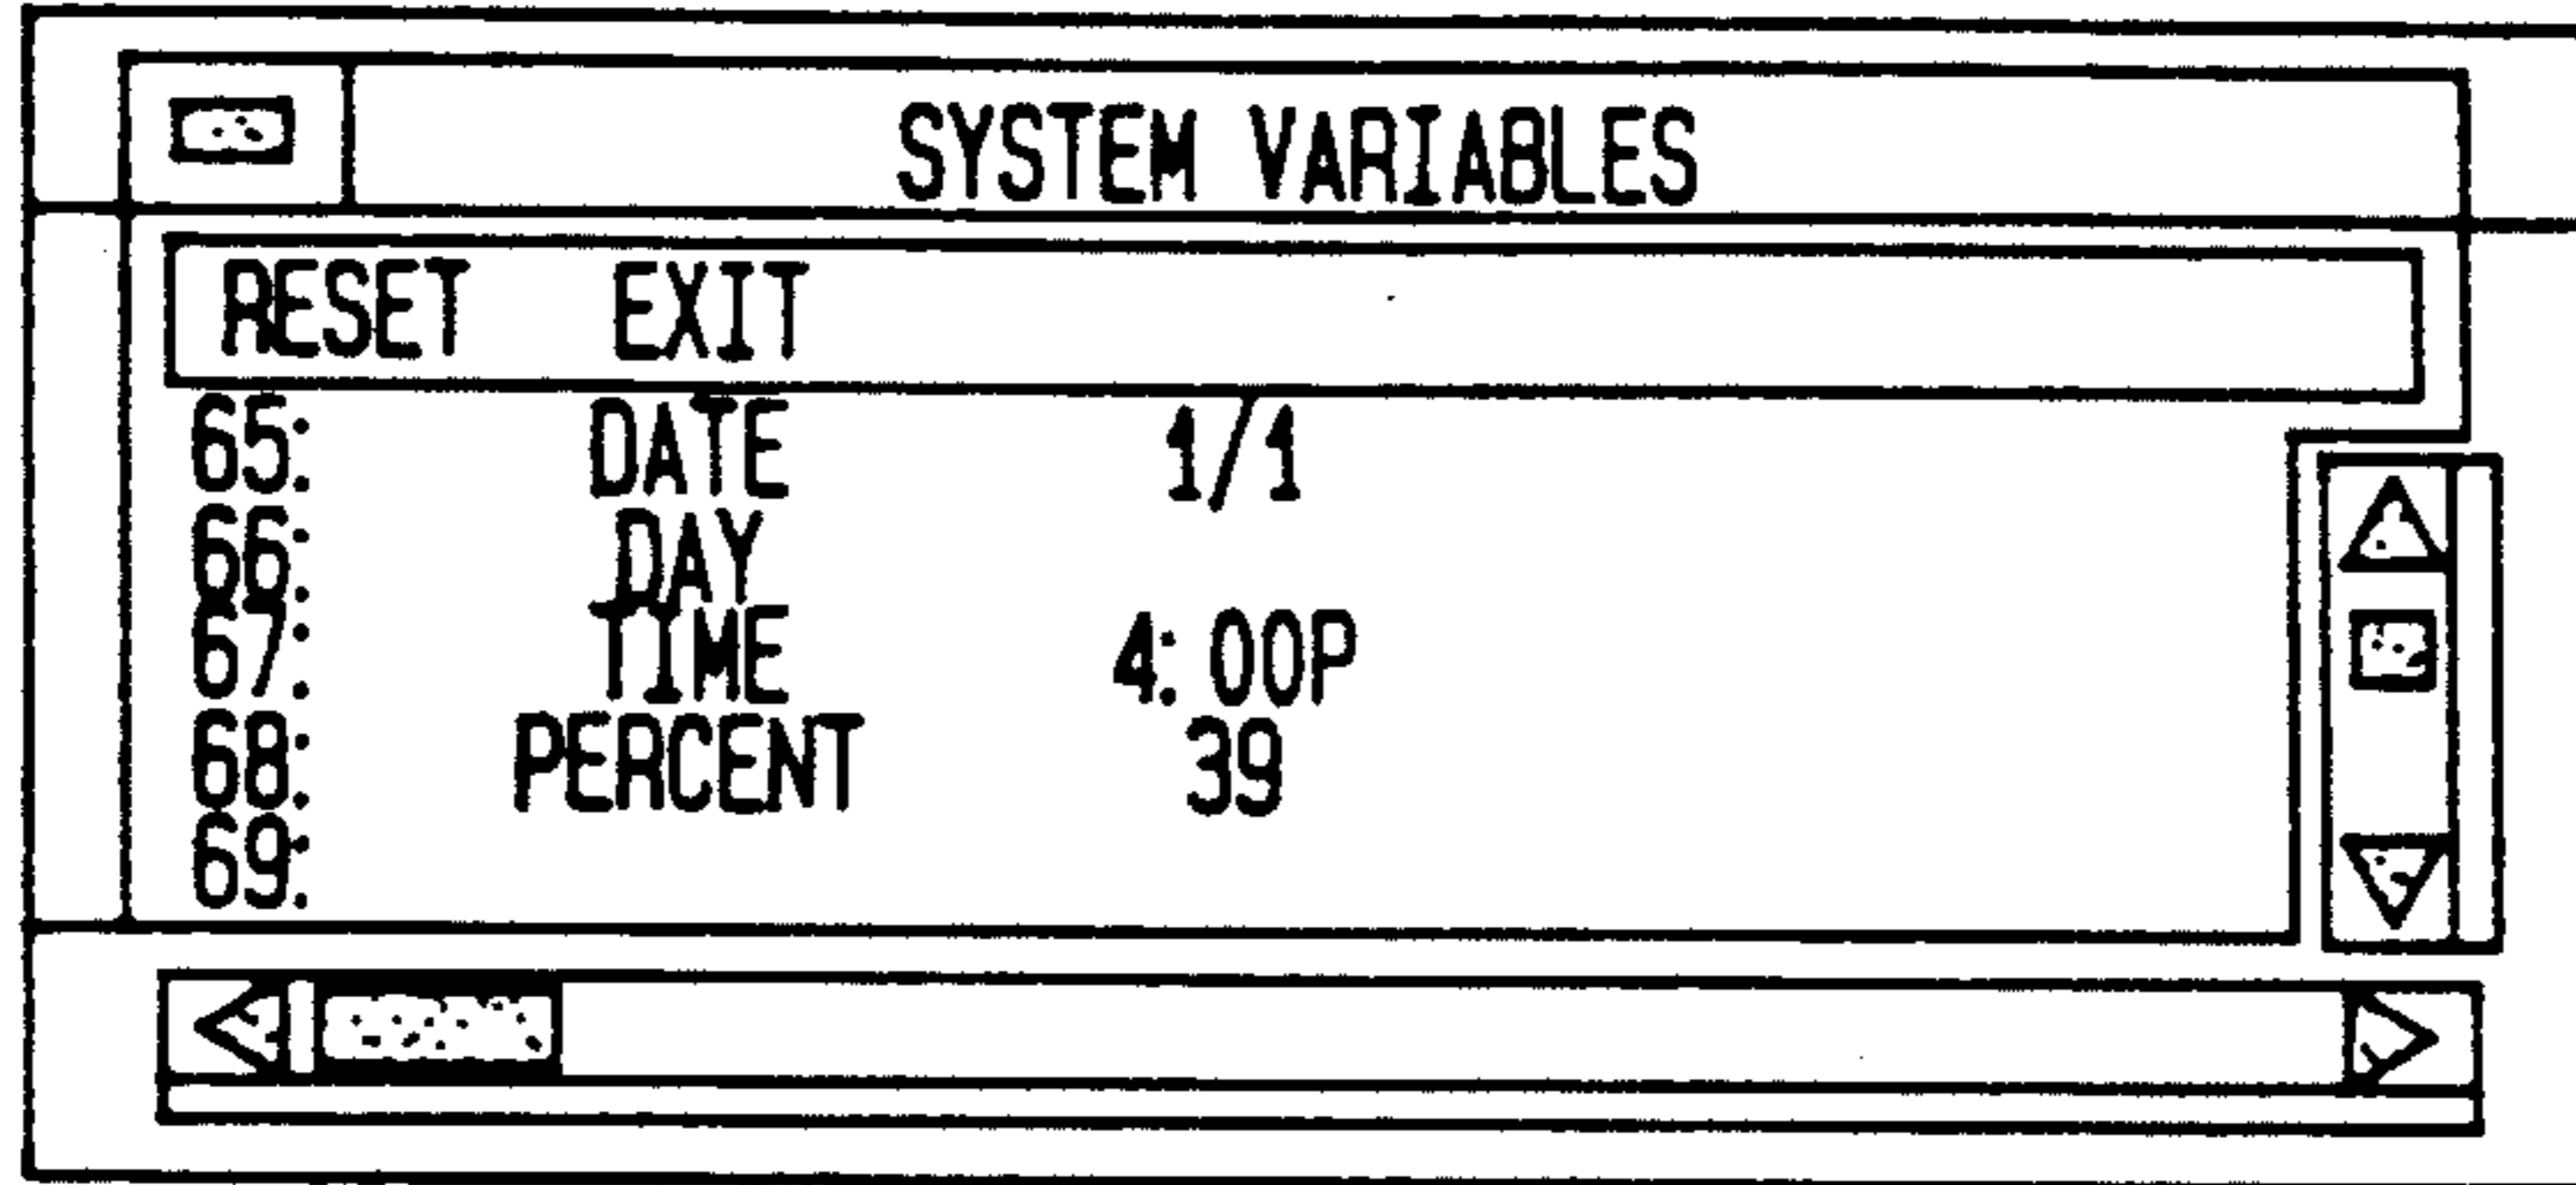 SYSTEM VARIABLES
RESET EXIT
65: DATE 1/1
66: DAY
67: TIME 4:00P
68: PERCENT 39
69: